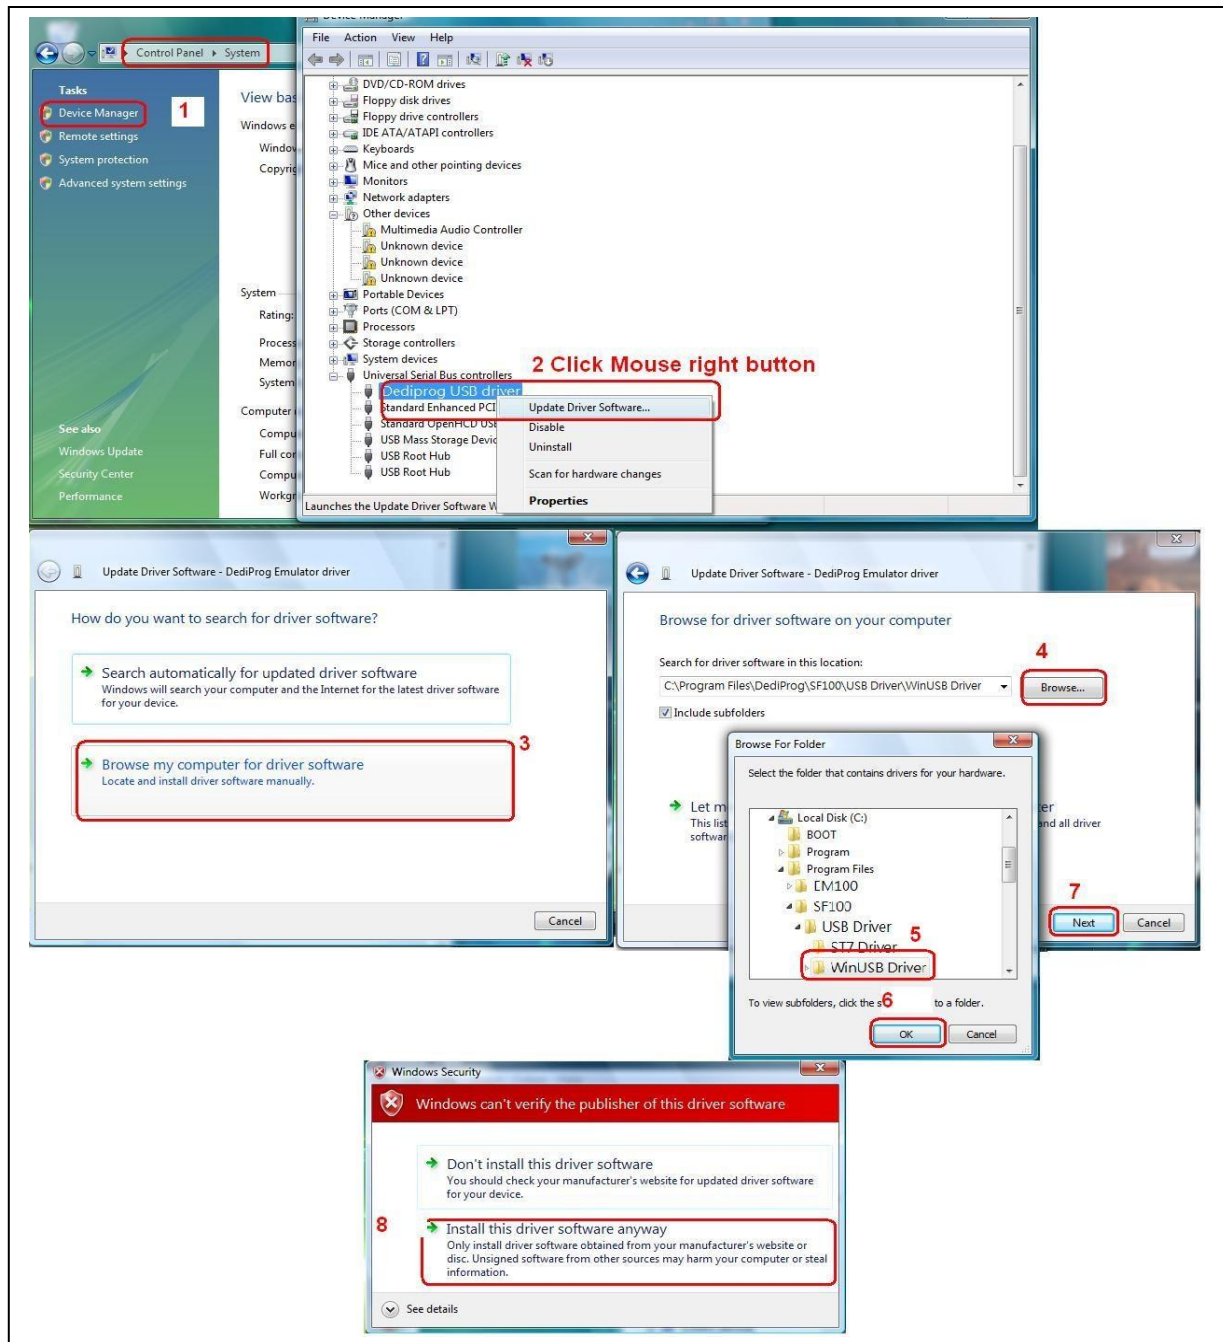 Control Panel ▸ System
Tasks
Device Manager
1
Remote settings
System protection
Advanced system settings
See also
Windows Update
Security Center
Performance
View bas
Windows e
Window
Copyrig
System
Rating:
Process
Memor
System
Computer
Compu
Full cor
Compu
Workgr
Device Manager
File Action View Help
DVD/CD-ROM drives
Floppy disk drives
Floppy drive controllers
IDE ATA/ATAPI controllers
Keyboards
Mice and other pointing devices
Monitors
Network adapters
Other devices
Multimedia Audio Controller
Unknown device
Unknown device
Unknown device
Portable Devices
Ports (COM & LPT)
Processors
Storage controllers
System devices
2 Click Mouse right button
Universal Serial Bus controllers
Dediprog USB driver
Standard Enhanced PCI
Standard OpenHCD USB
USB Mass Storage Devic
USB Root Hub
USB Root Hub
Update Driver Software...
Disable
Uninstall
Scan for hardware changes
Properties
Launches the Update Driver Software W
Update Driver Software - DediProg Emulator driver
How do you want to search for driver software?
Search automatically for updated driver software
Windows will search your computer and the Internet for the latest driver software
for your device.
3
Browse my computer for driver software
Locate and install driver software manually.
Cancel
Update Driver Software - DediProg Emulator driver
Browse for driver software on your computer
Search for driver software in this location:
4
C:\Program Files\DediProg\SF100\USB Driver\WinUSB Driver
Browse...
Include subfolders
Let m
This list
softwar
er
and all driver
7
Next
Cancel
Browse For Folder
Select the folder that contains drivers for your hardware.
Local Disk (C:)
BOOT
Program
Program Files
EM100
SF100
USB Driver
5
ST7 Driver
WinUSB Driver
To view subfolders, click the s
6
to a folder.
OK
Cancel
Windows Security
Windows can't verify the publisher of this driver software
Don't install this driver software
You should check your manufacturer's website for updated driver software
for your device.
8
Install this driver software anyway
Only install driver software obtained from your manufacturer's website or
disc. Unsigned software from other sources may harm your computer or steal
information.
See details